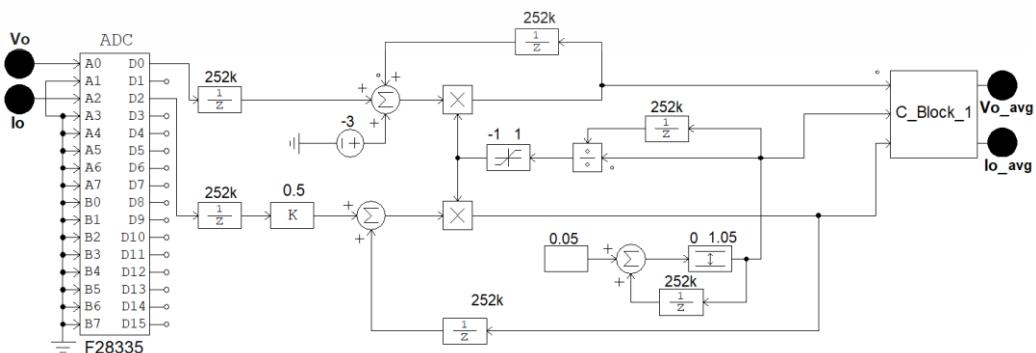 252k
1
z
Vo
ADC
A0 D0
A1 D1
A2 D2
A3 D3
A4 D4
A5 D5
A6 D6
A7 D7
B0 D8
B1 D9
B2 D10
B3 D11
B4 D12
B5 D13
B6 D14
B7 D15
F28335
Io
252k
1
z
+
+
+
Σ
-3
-1 1
252k
1
z
C_Block_1
Vo_avg
Io_avg
252k
1
z
0.5
K
+
+
Σ
0.05
+
+
Σ
0 1.05
252k
1
z
252k
1
z